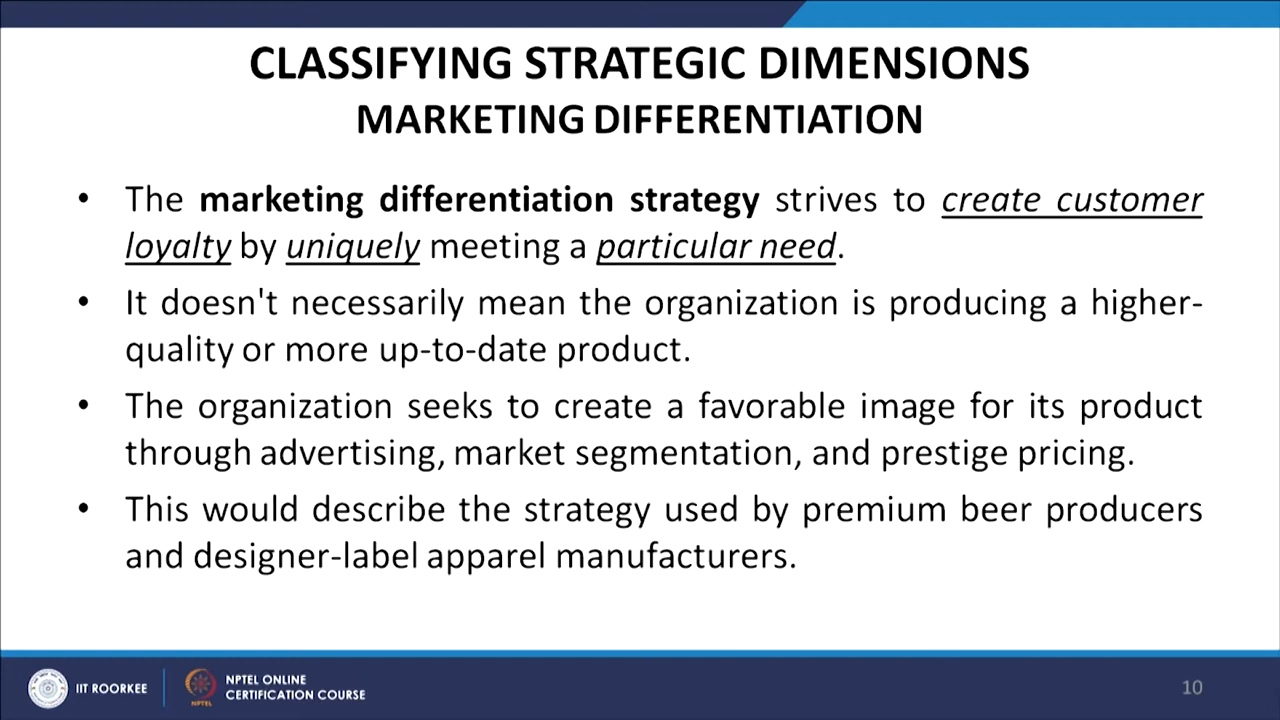 CLASSIFYING STRATEGIC DIMENSIONS
MARKETING DIFFERENTIATION
• The marketing differentiation strategy strives to create customer
loyalty by uniquely meeting a particular need.
• It doesn't necessarily mean the organization is producing a higher-
quality or more up-to-date product.
• The organization seeks to create a favorable image for its product
through advertising, market segmentation, and prestige pricing.
• This would describe the strategy used by premium beer producers
and designer-label apparel manufacturers.
IIT ROORKEE
NPTEL
NPTEL ONLINE
CERTIFICATION COURSE
10